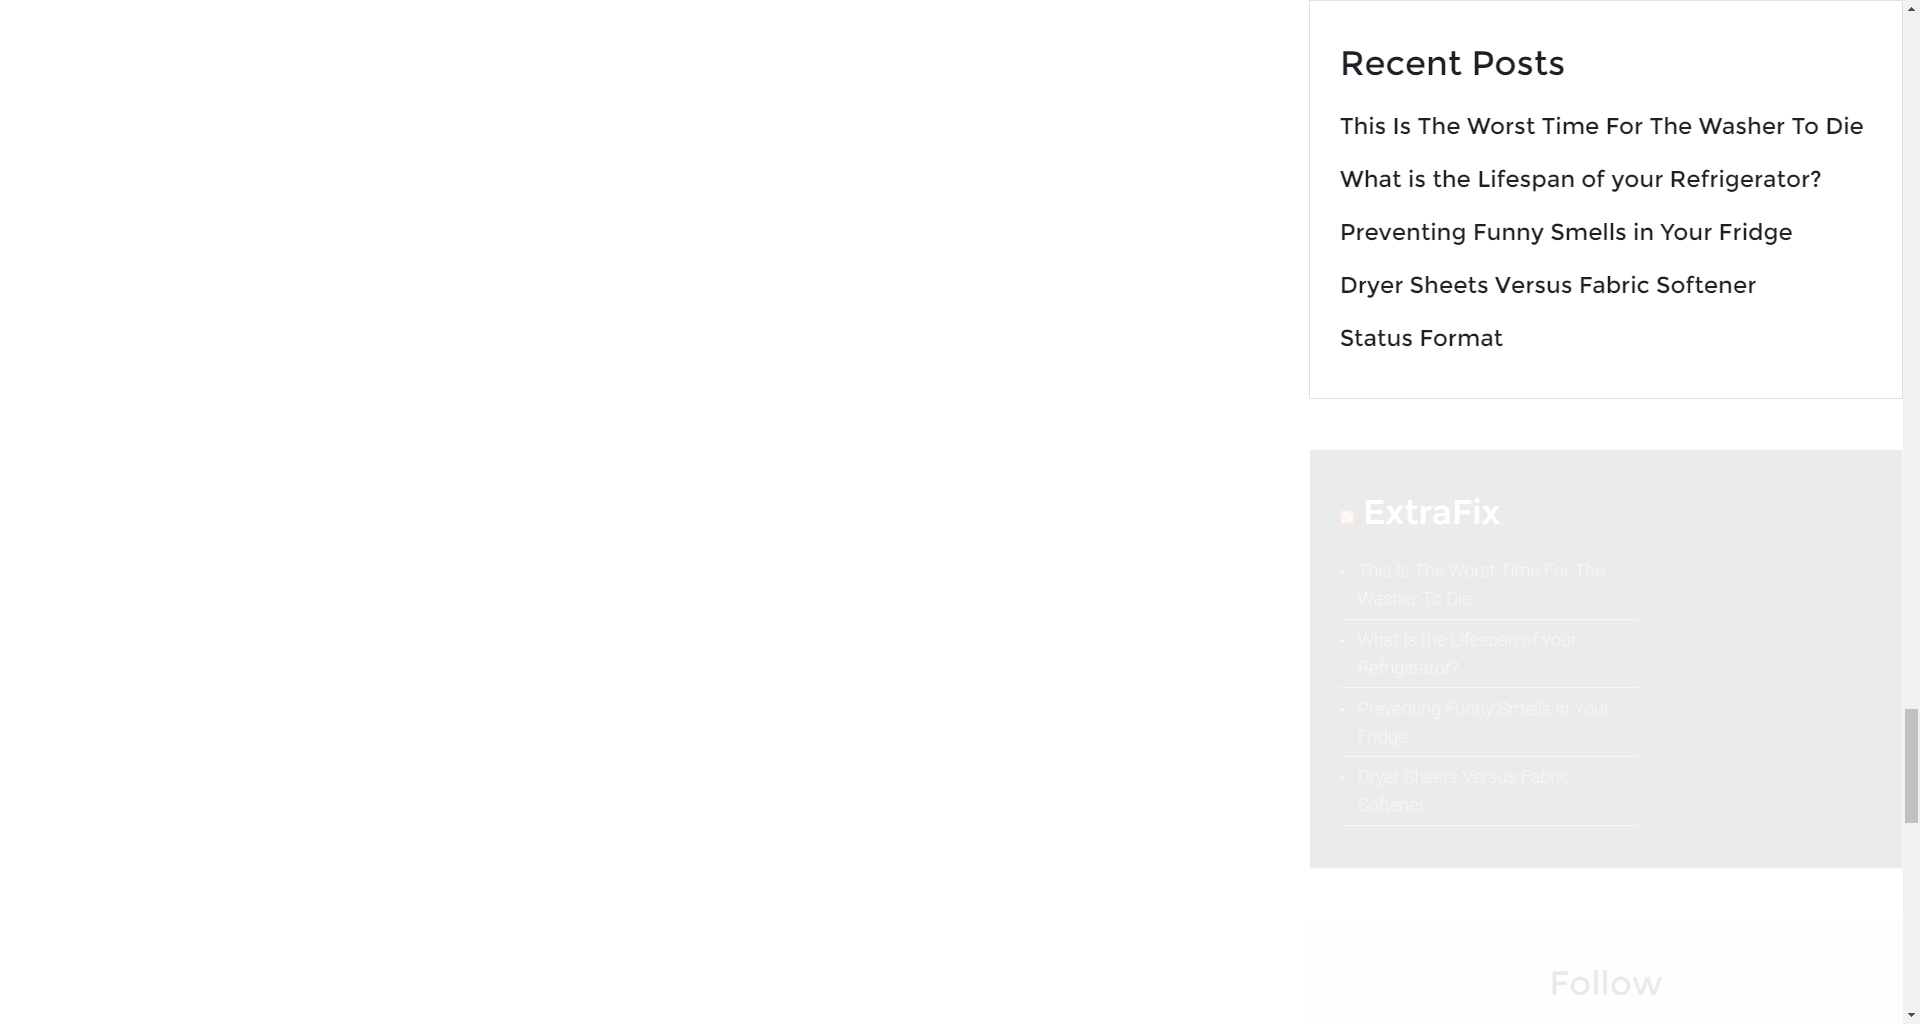 Recent Posts
This Is The Worst Time For The Washer To Die
What is the Lifespan of your Refrigerator?
Preventing Funny Smells in Your Fridge
Dryer Sheets Versus Fabric Softener
Status Format
ExtraFix
This Is The Worst Time For The
Washer To Die
What is the Lifespan of your
Refrigerator?
Preventing Funny Smells in Your
Fridge
Dryer Sheets Versus Fabric
Softener
Follow